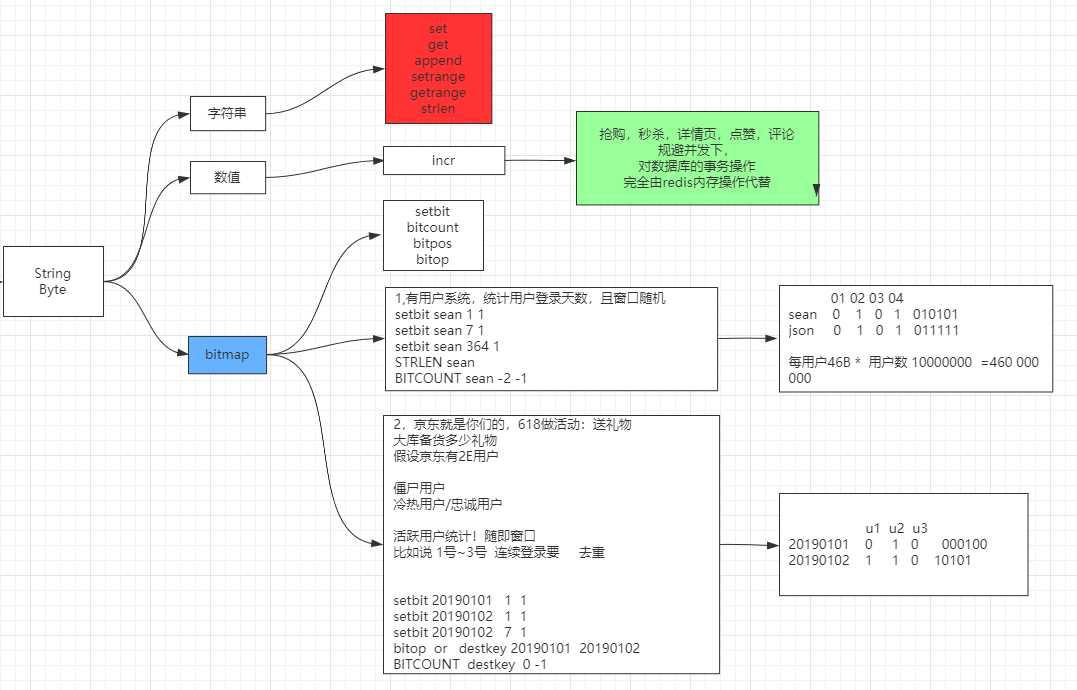 String
Byte
字符串
set
get
append
setrange
getrange
strlen
数值
incr
抢购，秒杀，详情页，点赞，评论
规避并发下，
对数据库的事务操作
完全由redis内存操作代替
bitmap
setbit
bitcount
bitpos
bitop
1,有用户系统，统计用户登录天数，且窗口随机
setbit sean 1 1
setbit sean 7 1
setbit sean 364 1
STRLEN sean
BITCOUNT sean -2 -1
01 02 03 04
sean 0 1 0 1 010101
json 0 1 0 1 011111
每用户46B * 用户数 10000000 =460 000
000
2，京东就是你们的，618做活动：送礼物
大库备货多少礼物
假设京东有2E用户
僵尸用户
冷热用户/忠诚用户
活跃用户统计！随即窗口
比如说 1号~3号 连续登录要 去重
setbit 20190101 1 1
setbit 20190102 1 1
setbit 20190102 7 1
bitop or destkey 20190101 20190102
BITCOUNT destkey 0 -1
u1 u2 u3
20190101 0 1 0 000100
20190102 1 1 0 10101